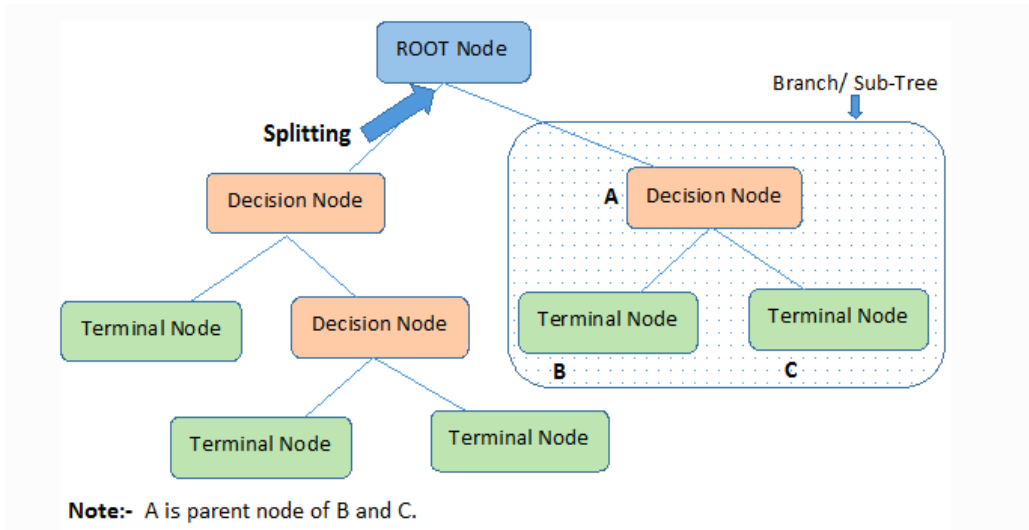 ROOT Node
Branch/ Sub-Tree
Splitting
Decision Node
A
Decision Node
Terminal Node
Decision Node
Terminal Node
Terminal Node
B
C
Terminal Node
Terminal Node
Note:- A is parent node of B and C.